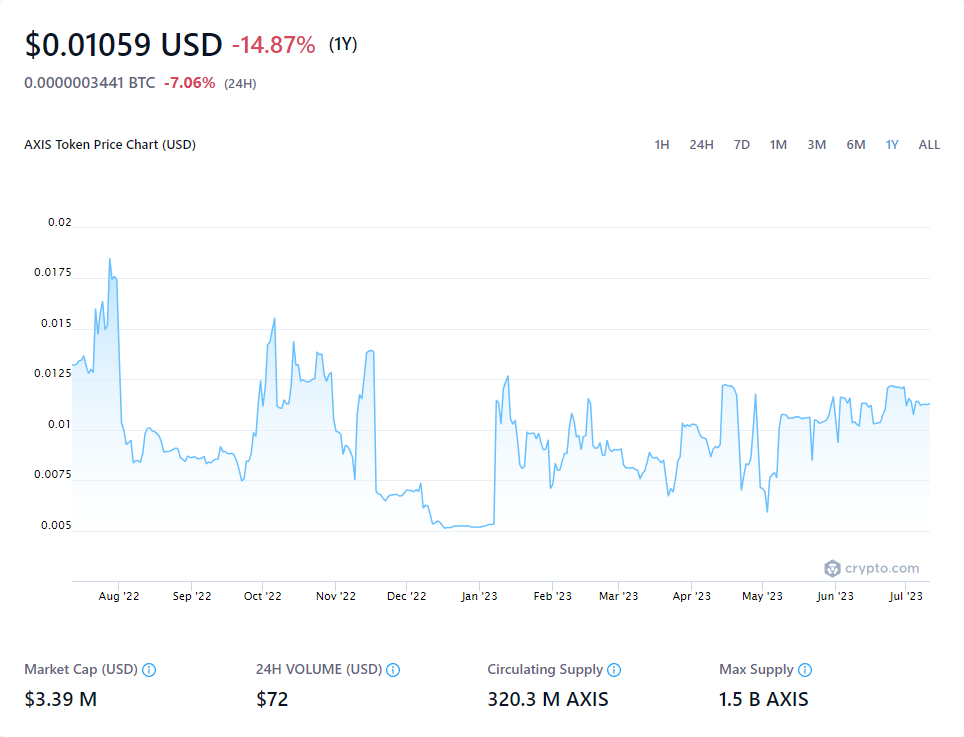 $0.01059 USD -14.87% (1Y)
0.0000003441 BTC -7.06% (24H)
AXIS Token Price Chart (USD) 1H 24H 7D 1M 3M 6M 1Y ALL
0.02
0.0175
0.015
0.0125
0.01
0.0075
0.005
crypto.com
Aug '22 Sep '22 Oct '22 Nov '22 Dec '22 Jan '23 Feb '23 Mar '23 Apr '23 May '23 Jun '23 Jul '23
Market Cap (USD) 24H VOLUME (USD) Circulating Supply Max Supply
$3.39 M $72 320.3 M AXIS 1.5 B AXIS